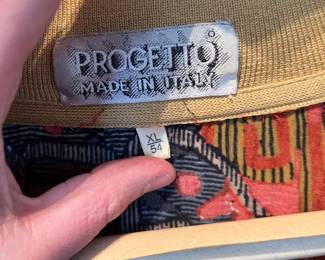 PROGETTO
MADE IN ITALY
XL
54